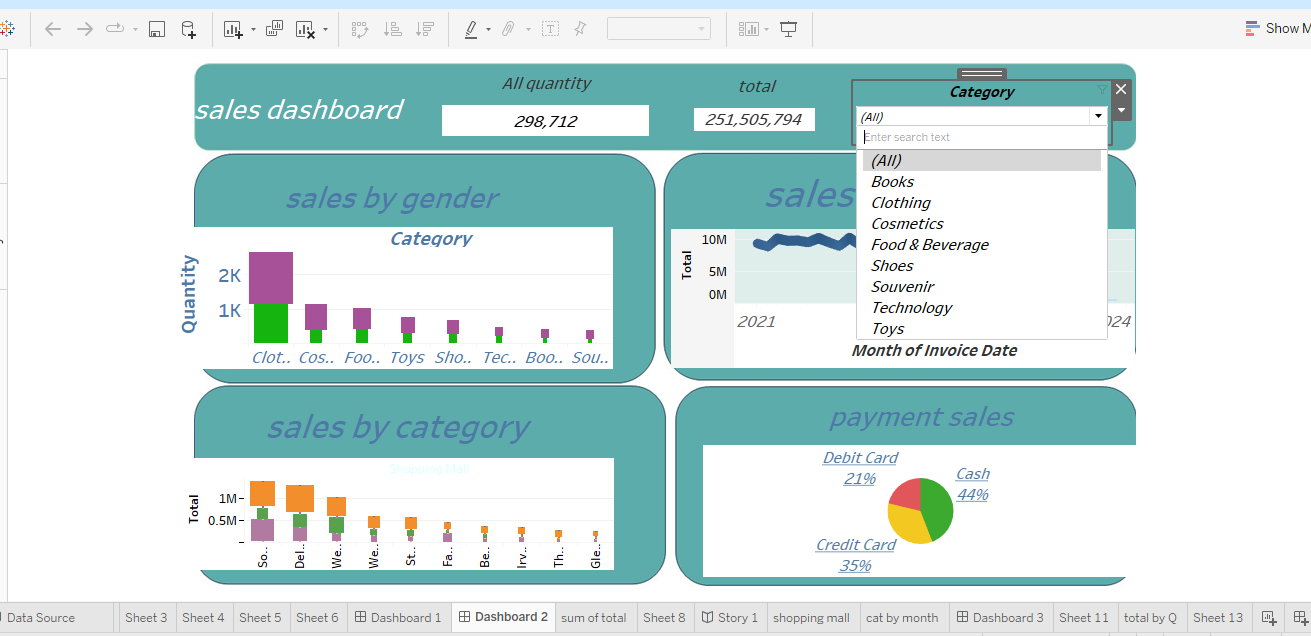 Show M
sales dashboard
All quantity
298,712
total
251,505,794
Category
(All)
Enter search text
(All)
Books
Clothing
Cosmetics
Food & Beverage
Shoes
Souvenir
Technology
Toys
sales by gender
Category
Quantity
2K
1K
Clot.. Cos.. Foo.. Toys Sho.. Tec.. Boo.. Sou..
sales
Total
10M
5M
0M
2021
024
Month of Invoice Date
sales by category
Shopping Mall
Total
1M
0.5M
So.. Del.. We.. We.. St.. Fa.. Be.. Irv.. Th.. Gle..
payment sales
Debit Card
21%
Cash
44%
Credit Card
35%
Data Source Sheet 3 Sheet 4 Sheet 5 Sheet 6 Dashboard 1 Dashboard 2 sum of total Sheet 8 Story 1 shopping mall cat by month Dashboard 3 Sheet 11 total by Q Sheet 13